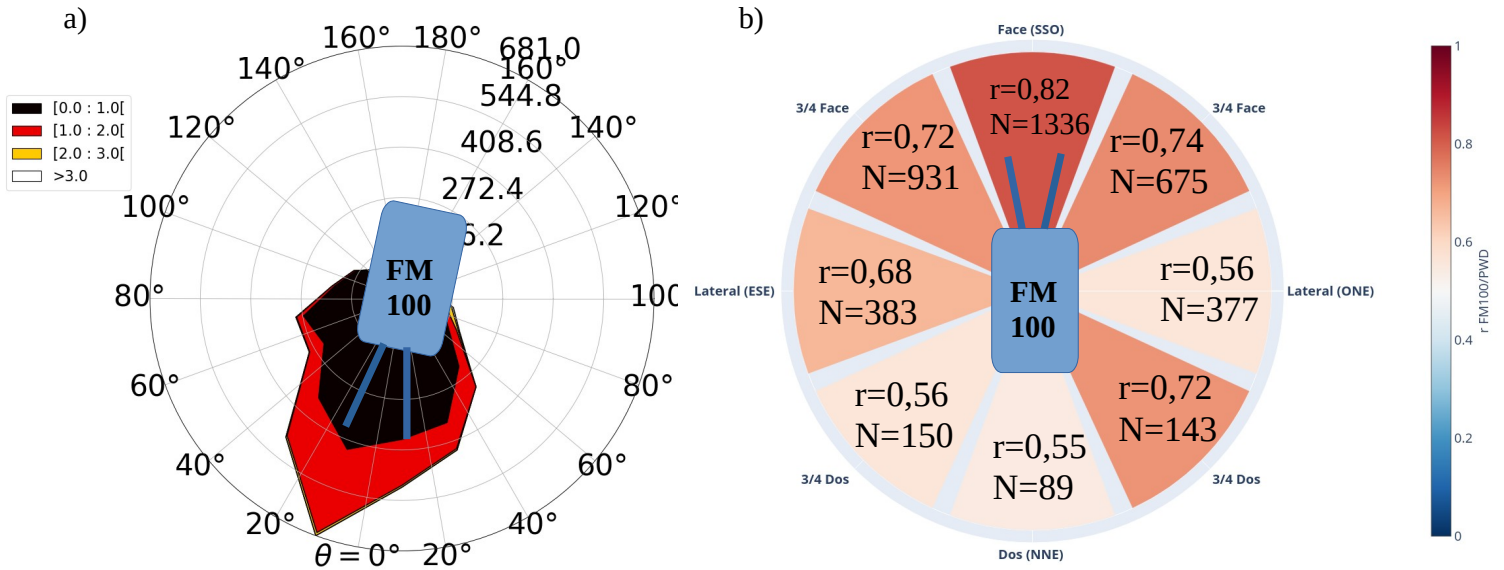 a)
160°
180°
681.0
160°
140°
544.8
[0.0 : 1.0[
[1.0 : 2.0[
[2.0 : 3.0[
>3.0
120°
140°
408.6
100°
272.4
120°
6.2
FM
100
80°
100
60°
80°
40°
60°
20°
40°
θ = 0°
20°
b)
Face (SSO)
3/4 Face
3/4 Face
r=0,82
N=1336
r=0,72
N=931
r=0,74
N=675
Lateral (ESE)
r=0,68
N=383
FM
100
r=0,56
N=377
Lateral (ONE)
r=0,56
N=150
r=0,55
N=89
r=0,72
N=143
3/4 Dos
3/4 Dos
Dos (NNE)
1
0.8
0.6
0.4
0.2
0
r FM100/PWD